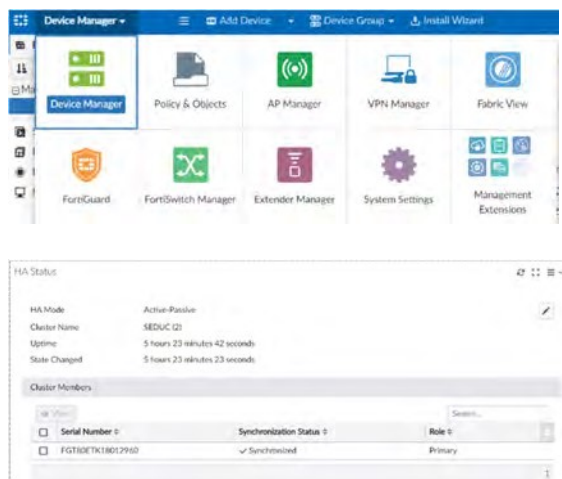 Device Manager
Add Device
Device Group
Install Wizard
Device Manager
Policy & Objects
AP Manager
VPN Manager
Fabric View
FortiGuard
FortiSwitch Manager
Extender Manager
System Settings
Management
Extensions
HA Status
HA Mode Active-Passive
Cluster Name SEDUC (2)
Uptime 5 hours 23 minutes 42 seconds
State Changed 5 hours 23 minutes 23 seconds
Cluster Members
View
Search...
Serial Number Synchronization Status Role
Synchronized Primary
1